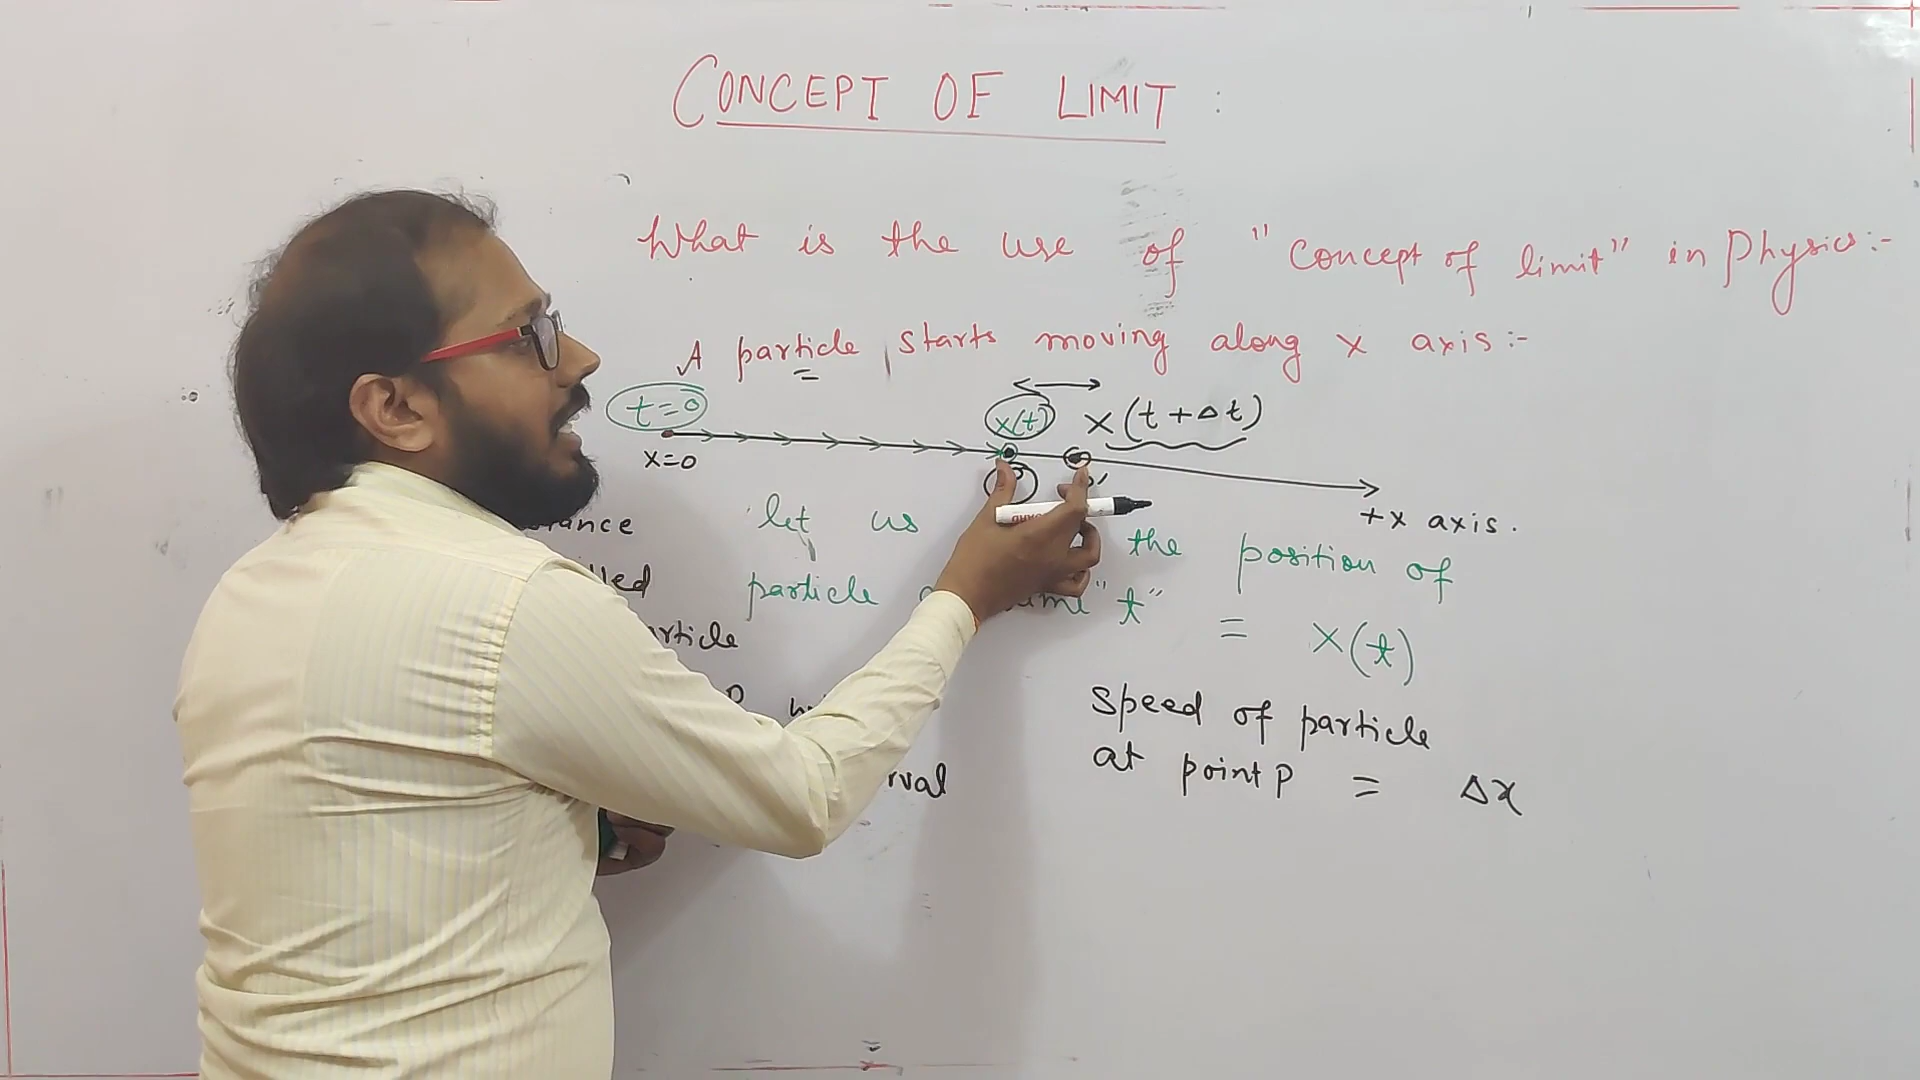 CONCEPT OF LIMIT :
What is the use of "Concept of limit" in Physics:-
A particle starts moving along x axis:-
t=0 x(t) x(t+Δt)
x=0
+x axis.
let us the position of
particle "t" = x(t)
Speed of particle
at point P = Δx